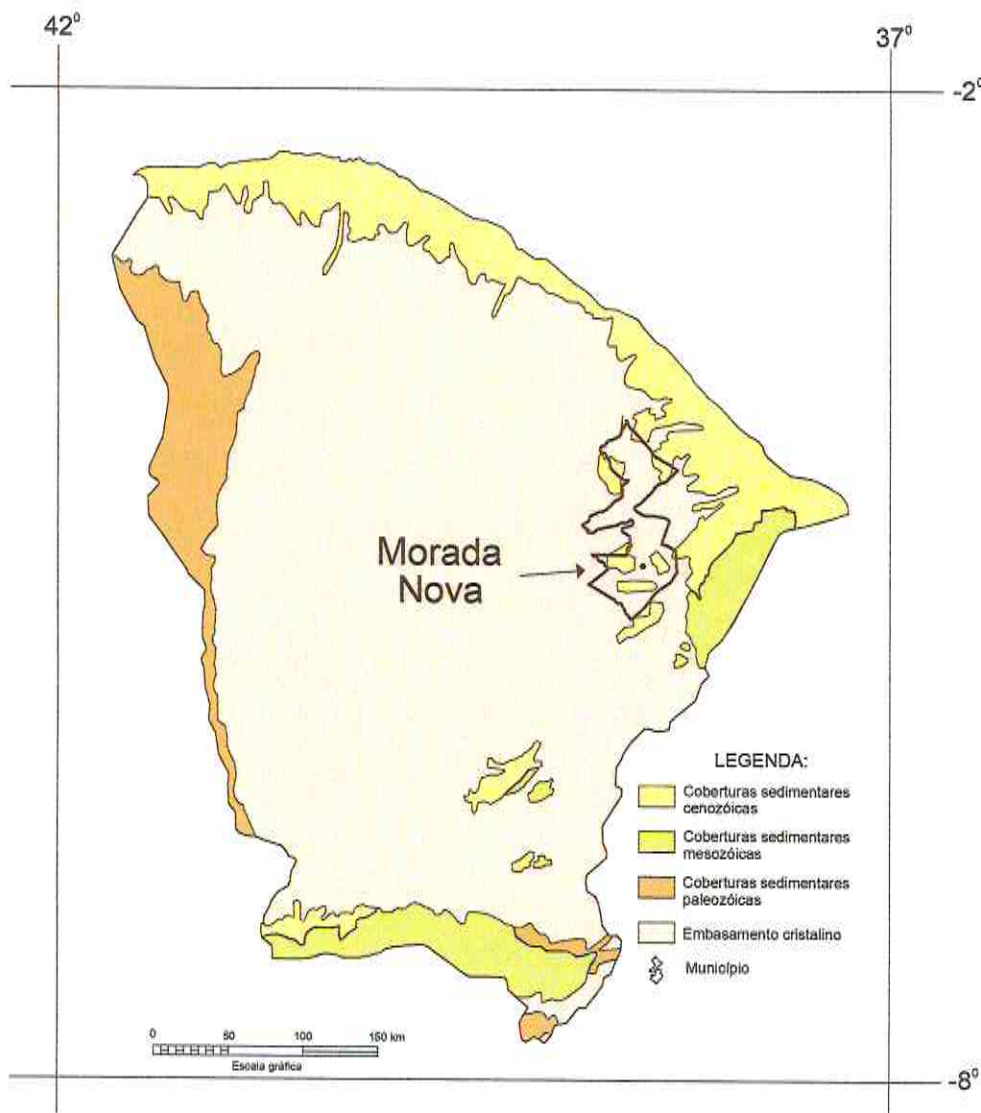 42°
37°
-2°
Morada
Nova
LEGENDA:
Coberturas sedimentares
cenozóicas
Coberturas sedimentares
mesozóicas
Coberturas sedimentares
paleozóicas
Embasamento cristalino
Município
0 50 100 150 km
Escala gráfica
-8°